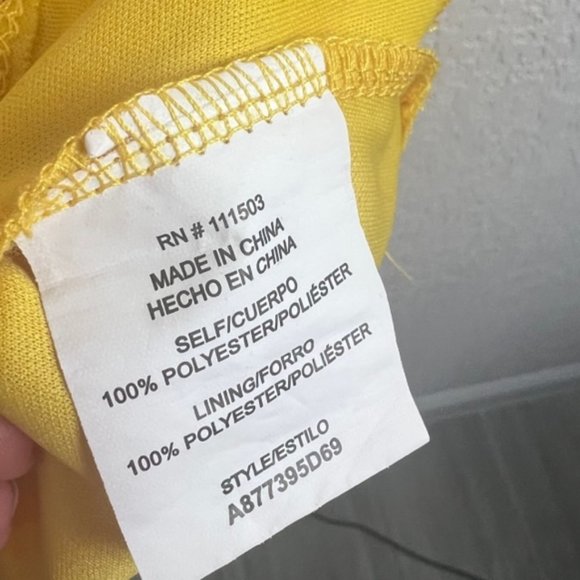 RN # 111503
MADE IN CHINA
HECHO EN CHINA
SELF/CUERPO
100% POLYESTER/POLIÉSTER
LINING/FORRO
100% POLYESTER/POLIÉSTER
STYLE/ESTILO
A877395D69